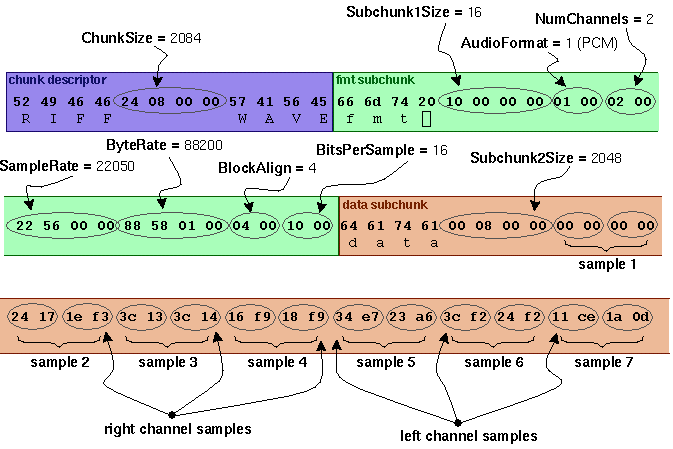 Subchunk1Size = 16
NumChannels = 2
ChunkSize = 2084
AudioFormat = 1 (PCM)
chunk descriptor
fmt subchunk
52 49 46 46 24 08 00 00 57 41 56 45 66 6d 74 20 10 00 00 00 01 00 02 00
R I F F W A V E f m t
ByteRate = 88200
BitsPerSample = 16
SampleRate = 22050
BlockAlign = 4
Subchunk2Size = 2048
data subchunk
22 56 00 00 88 58 01 00 04 00 10 00 64 61 74 61 00 08 00 00 00 00 00 00
d a t a
sample 1
24 17 1e f3 3c 13 3c 14 16 f9 18 f9 34 e7 23 a6 3c f2 24 f2 11 ce 1a 0d
sample 2 sample 3 sample 4 sample 5 sample 6 sample 7
right channel samples
left channel samples